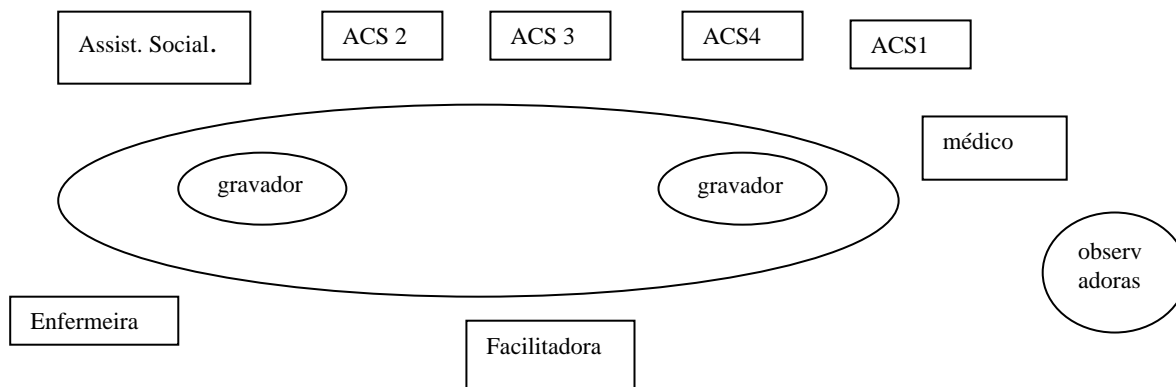 Assist. Social.
ACS 2
ACS 3
ACS4
ACS1
médico
gravador
gravador
observ
adoras
Enfermeira
Facilitadora